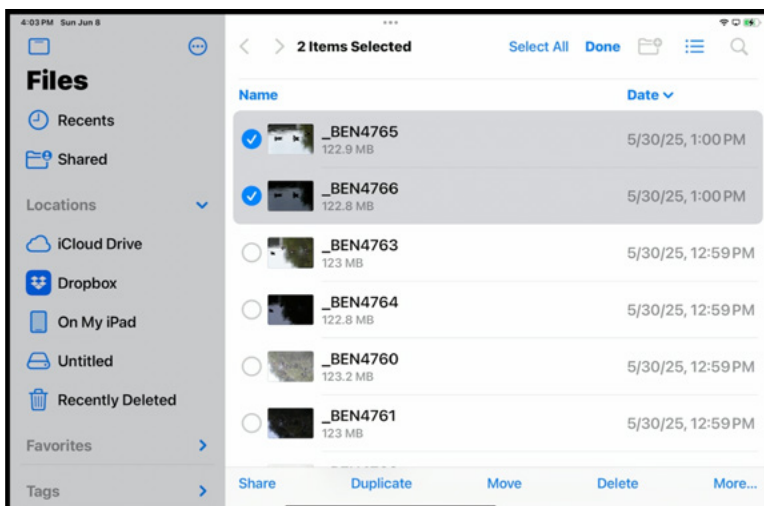 4:03 PM Sun Jun 8
Files
Recents
Shared
Locations
iCloud Drive
Dropbox
On My iPad
Untitled
Recently Deleted
Favorites
Tags
2 Items Selected
Select All
Done
Name
Date
_BEN4765
122.9 MB
5/30/25, 1:00 PM
_BEN4766
122.8 MB
5/30/25, 1:00 PM
_BEN4763
123 MB
5/30/25, 12:59 PM
_BEN4764
122.8 MB
5/30/25, 12:59 PM
_BEN4760
123.2 MB
5/30/25, 12:59 PM
_BEN4761
123 MB
5/30/25, 12:59 PM
Share
Duplicate
Move
Delete
More...